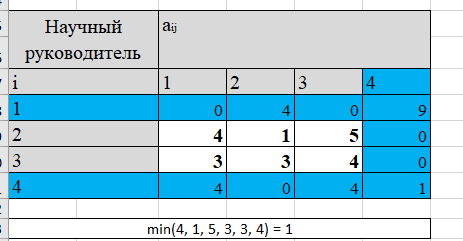 Научный руководитель aij
i 1 2 3 4
1 0 4 0 9
2 4 1 5 0
3 3 3 4 0
4 4 0 4 1
min(4, 1, 5, 3, 3, 4) = 1